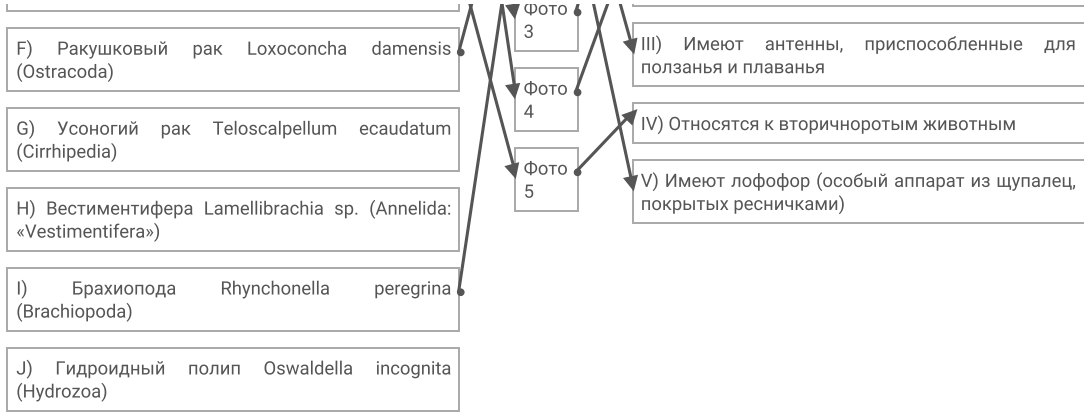 F) Ракушковый рак Loxoconcha damensis
(Ostracoda)
G) Усоногий рак Teloscalpellum ecaudatum
(Cirrhipedia)
H) Вестиментифера Lamellibrachia sp. (Annelida:
«Vestimentifera»)
I) Брахиопода Rhynchonella peregrina
(Brachiopoda)
J) Гидроидный полип Oswaldella incognita
(Hydrozoa)
Фото
3
Фото
4
Фото
5
III) Имеют антенны, приспособленные для
ползанья и плаванья
IV) Относятся к вторичноротым животным
V) Имеют лофофор (особый аппарат из щупалец,
покрытых ресничками)